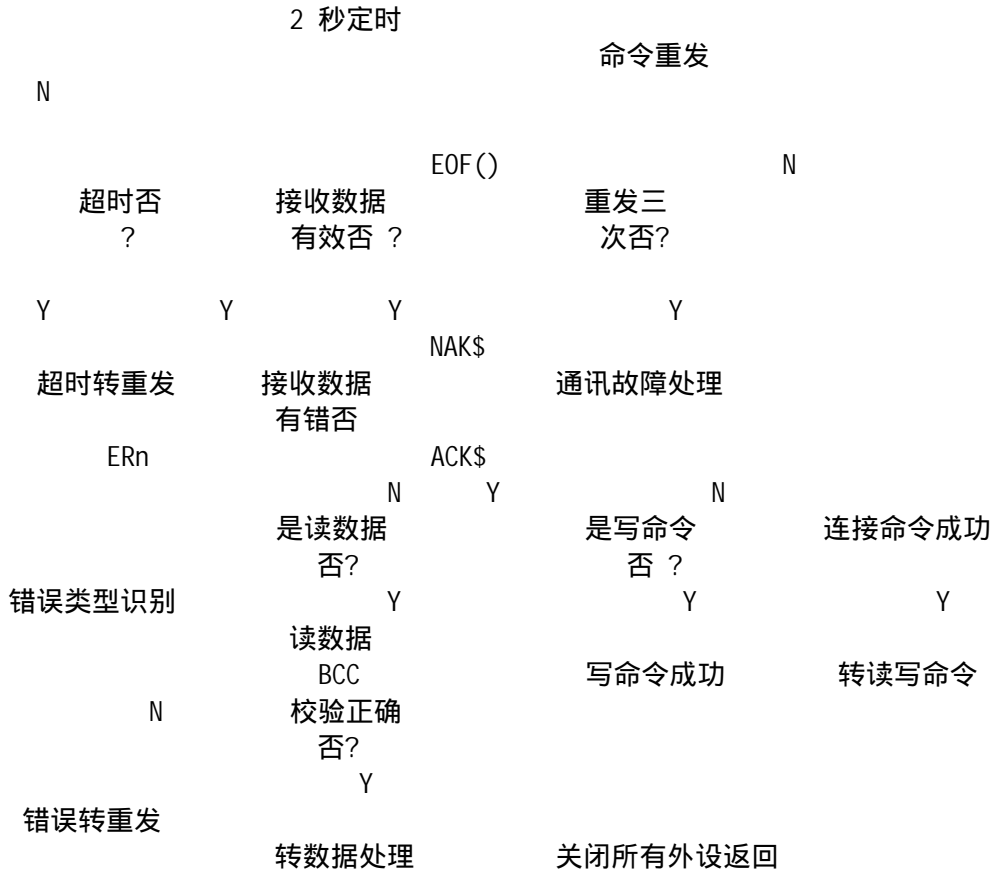 2 秒定时
命令重发
N
EOF() N
超时否 接收数据 重发三
? 有效否 ? 次否?
Y Y Y Y
NAK$
超时转重发 接收数据 通讯故障处理
有错否
ERn ACK$
N Y N
是读数据 是写命令 连接命令成功
否? 否 ?
错误类型识别 Y Y Y
读数据
BCC 写命令成功 转读写命令
N 校验正确
否?
Y
错误转重发
转数据处理 关闭所有外设返回